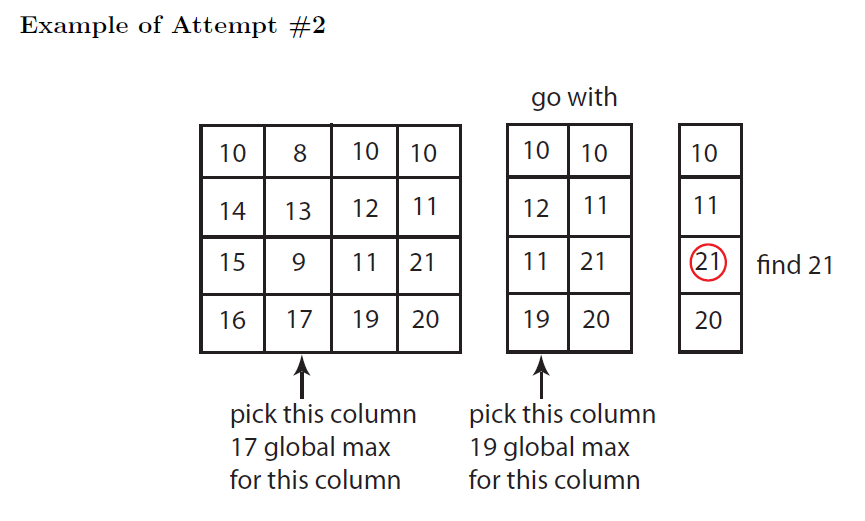 Example of Attempt #2
go with
10 8 10 10
14 13 12 11
15 9 11 21
16 17 19 20
10 10
12 11
11 21
19 20
10
11
21
20
find 21
pick this column
17 global max
for this column
pick this column
19 global max
for this column